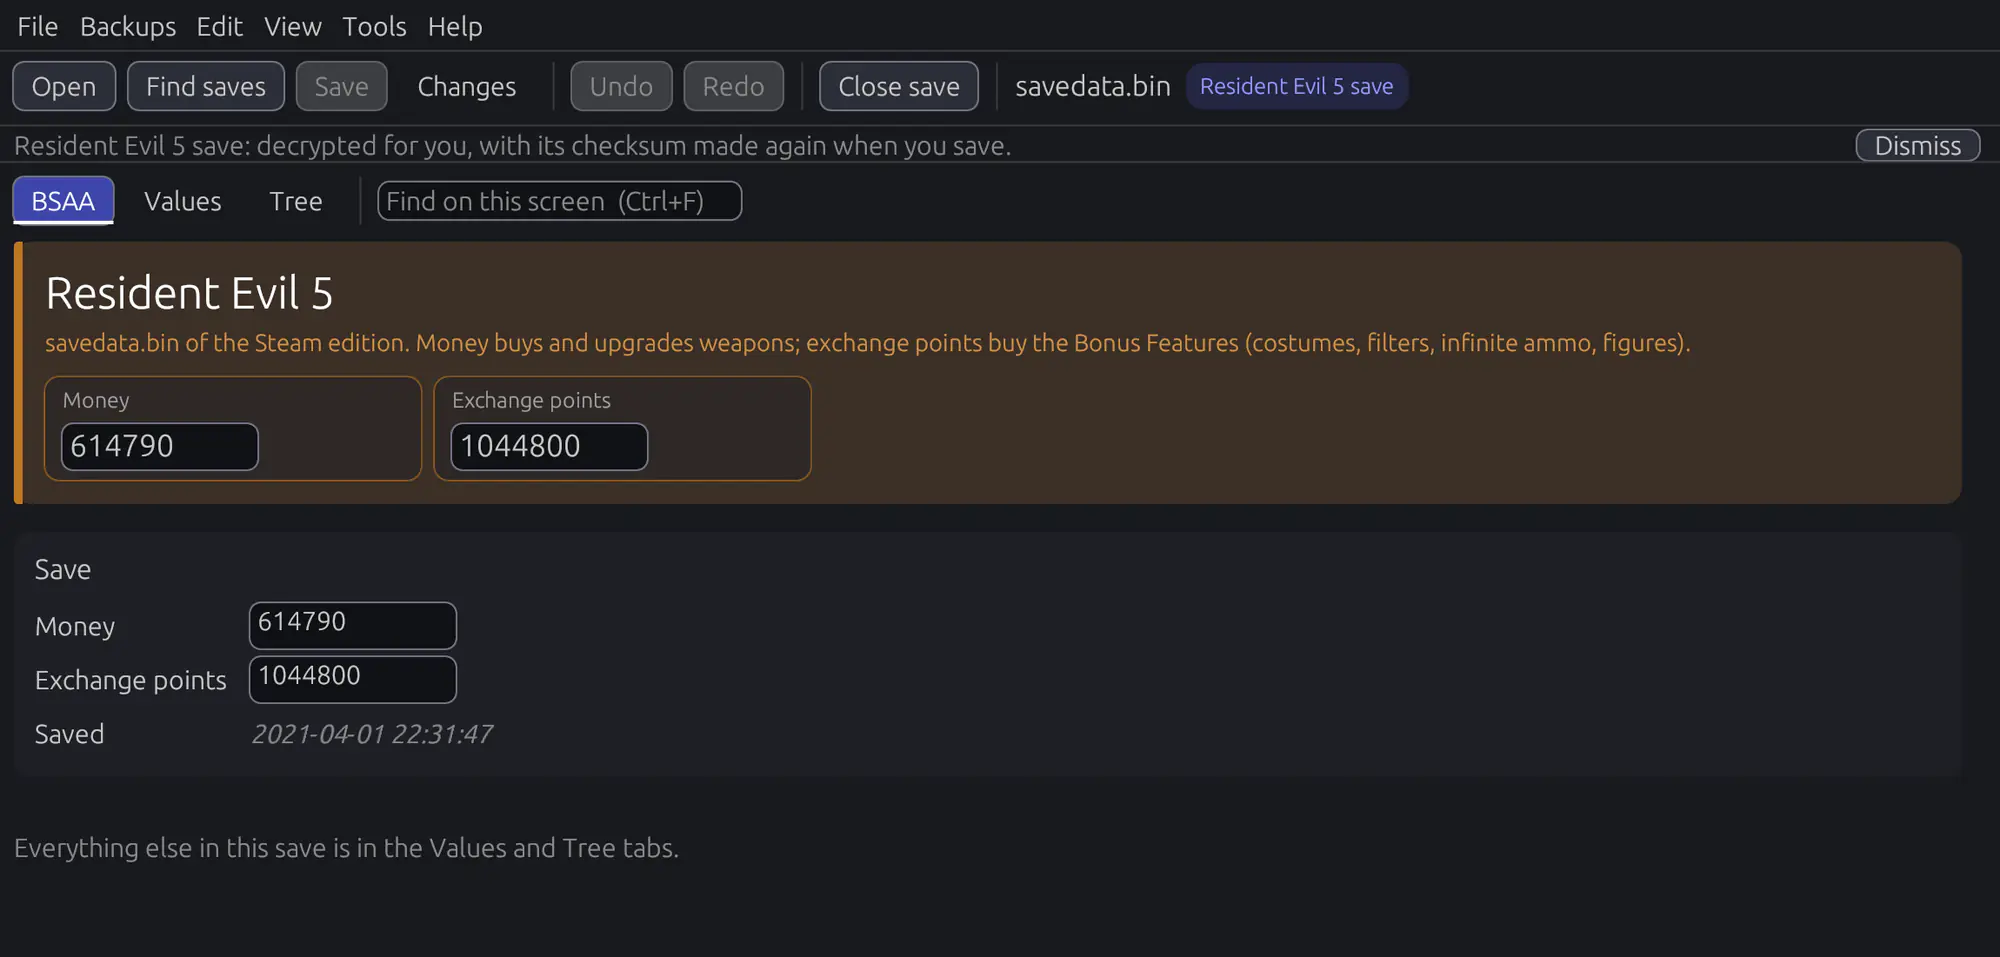 File Backups Edit View Tools Help
Open Find saves Save Changes Undo Redo Close save savedata.bin Resident Evil 5 save
Resident Evil 5 save: decrypted for you, with its checksum made again when you save. Dismiss
BSAA Values Tree Find on this screen (Ctrl+F)
Resident Evil 5
savedata.bin of the Steam edition. Money buys and upgrades weapons; exchange points buy the Bonus Features (costumes, filters, infinite ammo, figures).
Money Exchange points
614790 1044800
Save
Money 614790
Exchange points 1044800
Saved 2021-04-01 22:31:47
Everything else in this save is in the Values and Tree tabs.